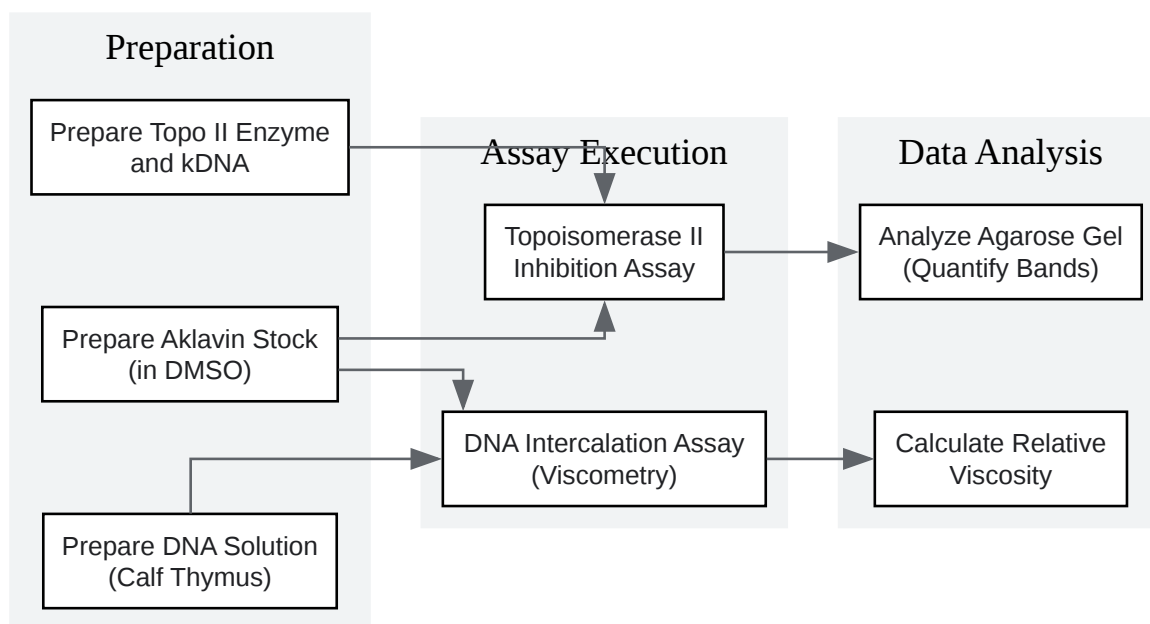 Preparation
Prepare Topo II Enzyme
and kDNA
Prepare Aklavin Stock
(in DMSO)
Prepare DNA Solution
(Calf Thymus)
Assay Execution
Topoisomerase II
Inhibition Assay
DNA Intercalation Assay
(Viscometry)
Data Analysis
Analyze Agarose Gel
(Quantify Bands)
Calculate Relative
Viscosity